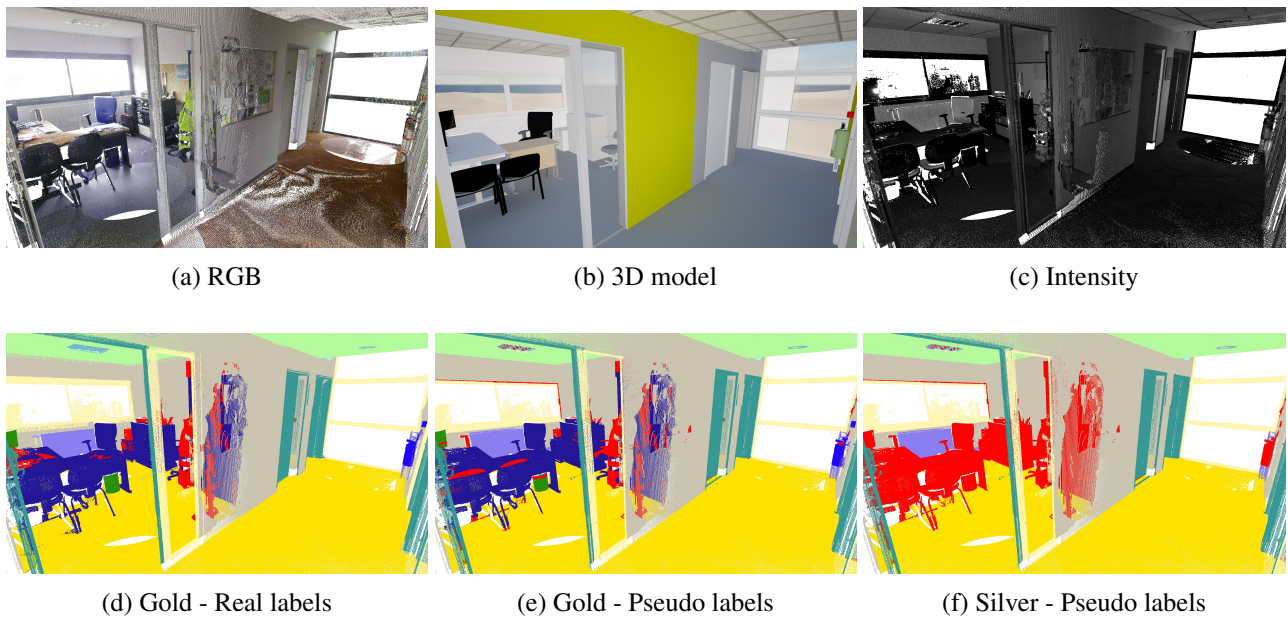 (a) RGB
(b) 3D model
(c) Intensity
(d) Gold - Real labels
(e) Gold - Pseudo labels
(f) Silver - Pseudo labels